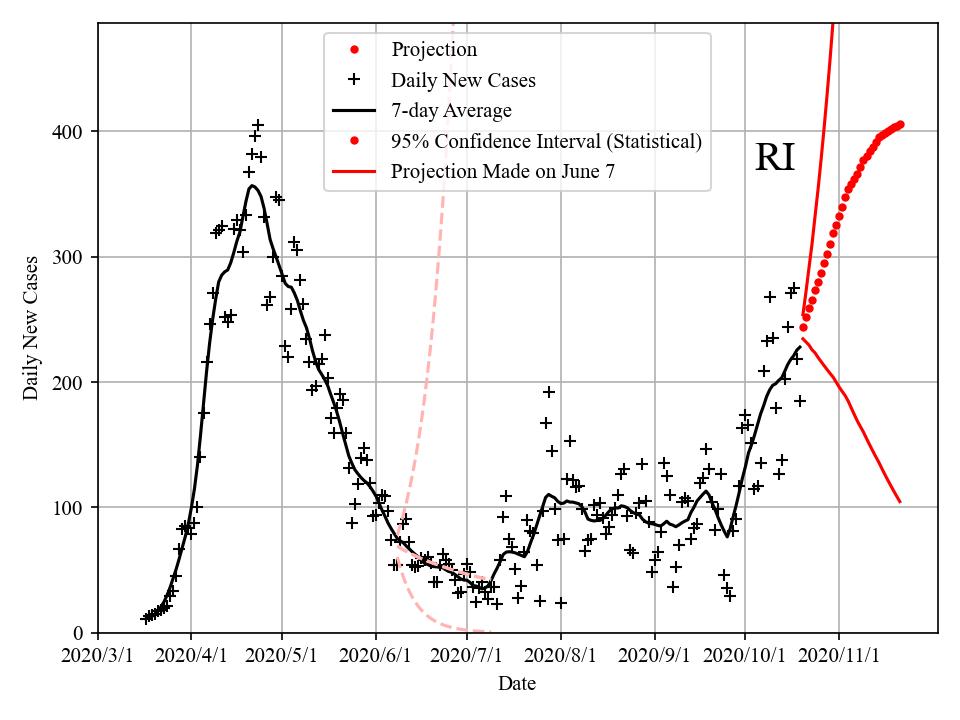 Projection
Daily New Cases
7-day Average
95% Confidence Interval (Statistical)
Projection Made on June 7
RI
Daily New Cases
400
300
200
100
0
2020/3/1 2020/4/1 2020/5/1 2020/6/1 2020/7/1 2020/8/1 2020/9/1 2020/10/1 2020/11/1
Date